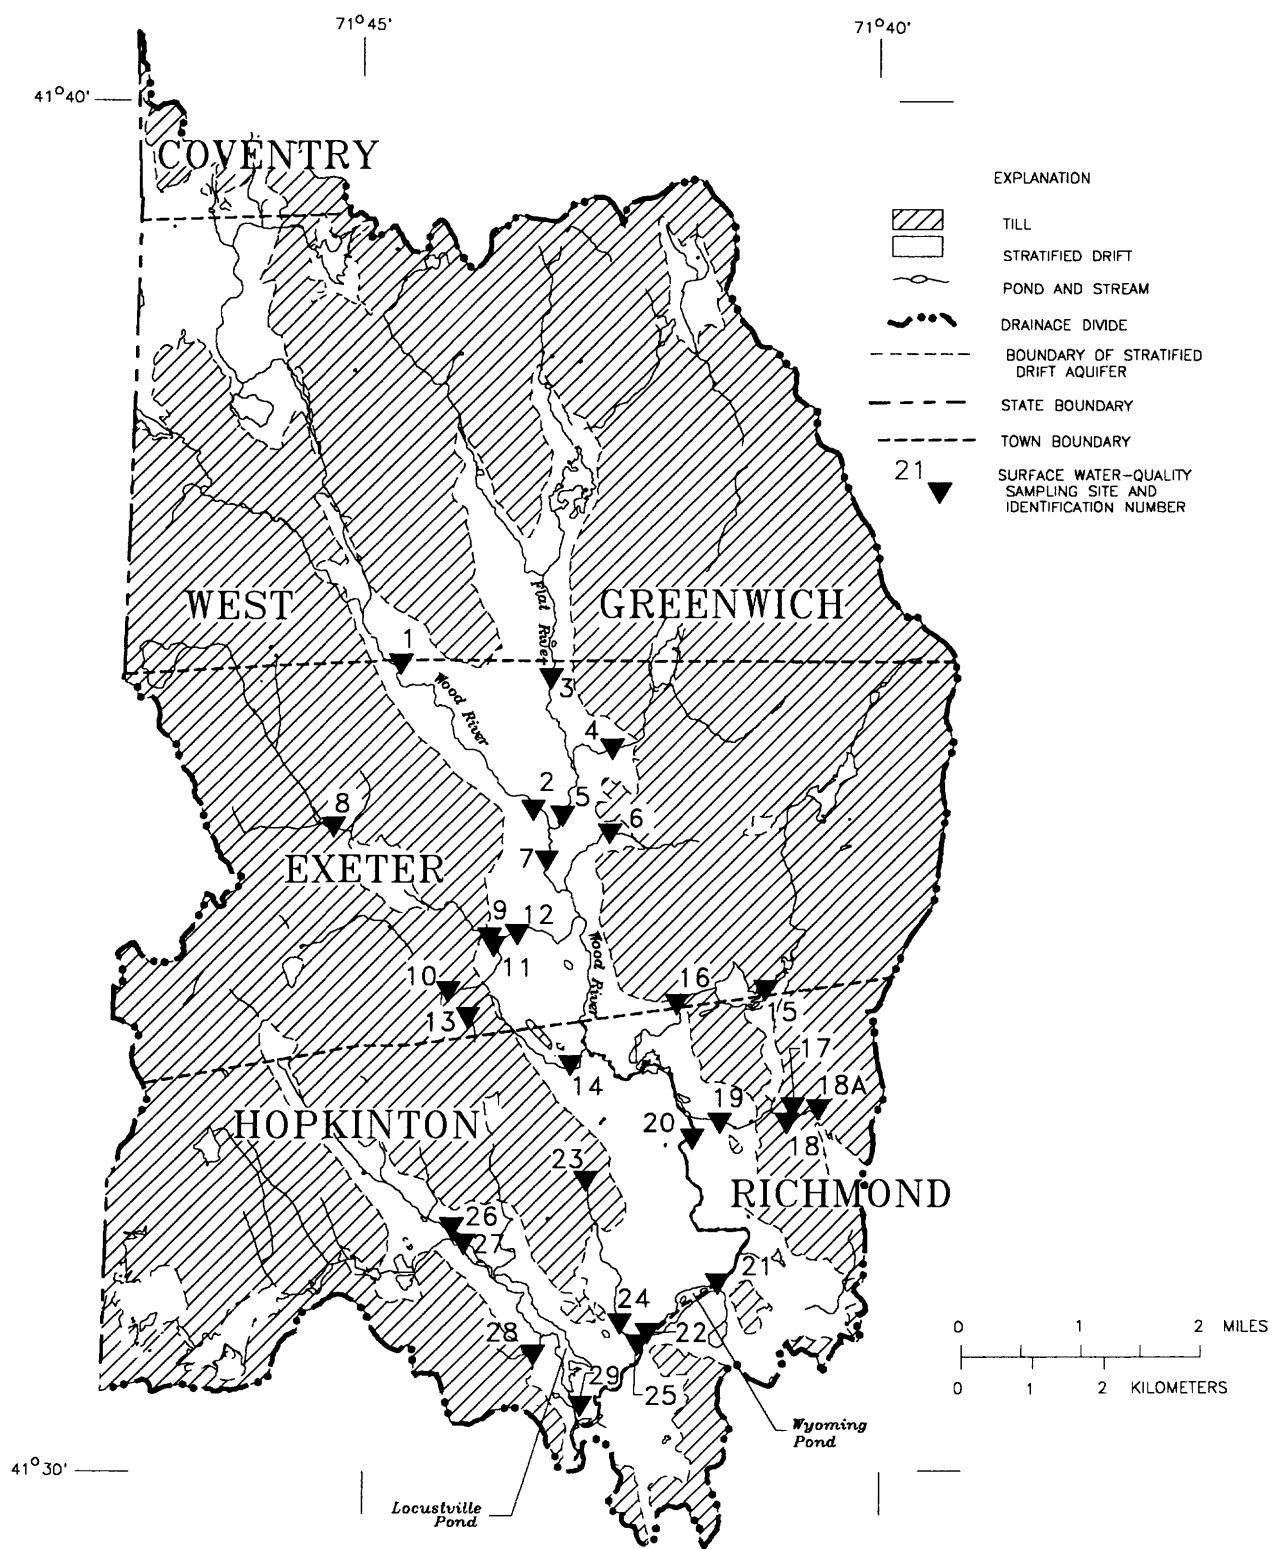 71°45'
71°40'
41°40'
COVENTRY
EXPLANATION
TILL
STRATIFIED DRIFT
POND AND STREAM
DRAINAGE DIVIDE
BOUNDARY OF STRATIFIED
DRIFT AQUIFER
STATE BOUNDARY
TOWN BOUNDARY
21
SURFACE WATER-QUALITY
SAMPLING SITE AND
IDENTIFICATION NUMBER
WEST
GREENWICH
Flat River
1
3
Wood River
4
2
5
6
8
7
EXETER
9
12
11
Wood River
10
16
13
15
17
14
18A
19
20
18
HOPKINTON
23
RICHMOND
26
27
21
24
28
22
29
25
0 1 2 MILES
0 1 2 KILOMETERS
Wyoming
Pond
41°30'
Locustville
Pond